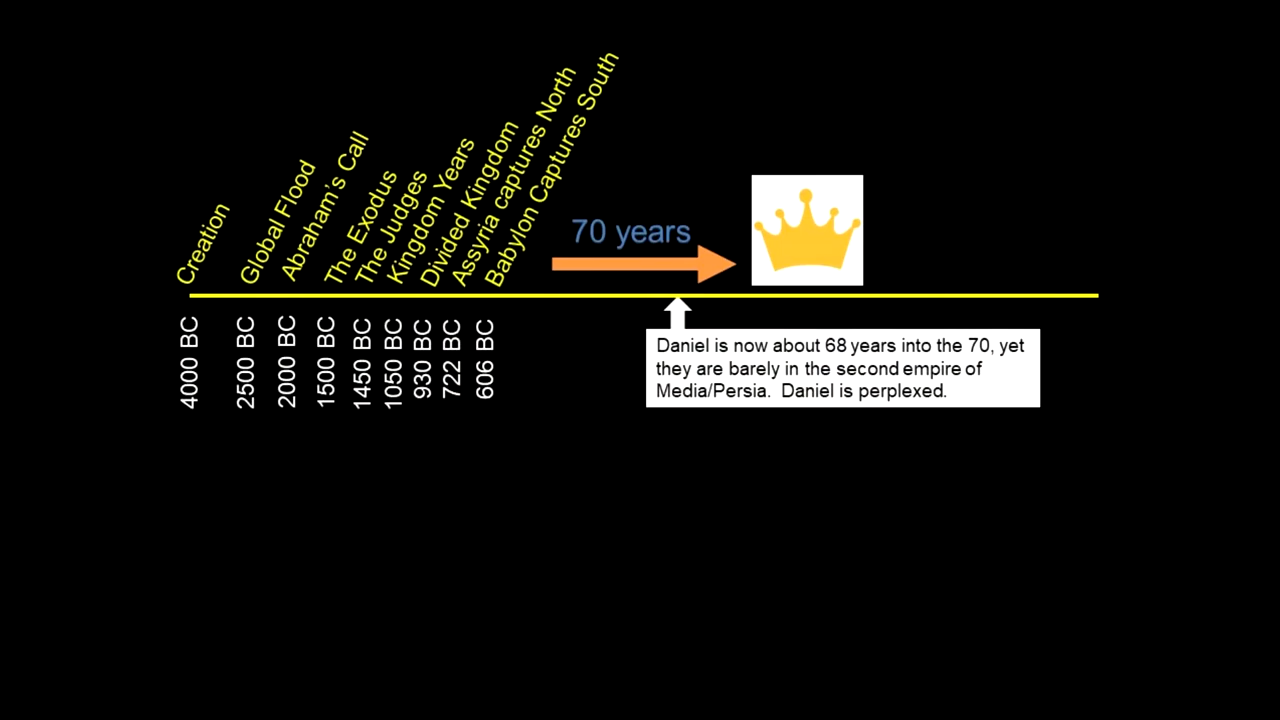 Creation
Global Flood
Abraham's Call
The Exodus
The Judges
Kingdom Years
Divided Kingdom
Assyria captures North
Babylon Captures South
70 years
4000 BC
2500 BC
2000 BC
1500 BC
1450 BC
1050 BC
930 BC
722 BC
606 BC
Daniel is now about 68 years into the 70, yet
they are barely in the second empire of
Media/Persia. Daniel is perplexed.